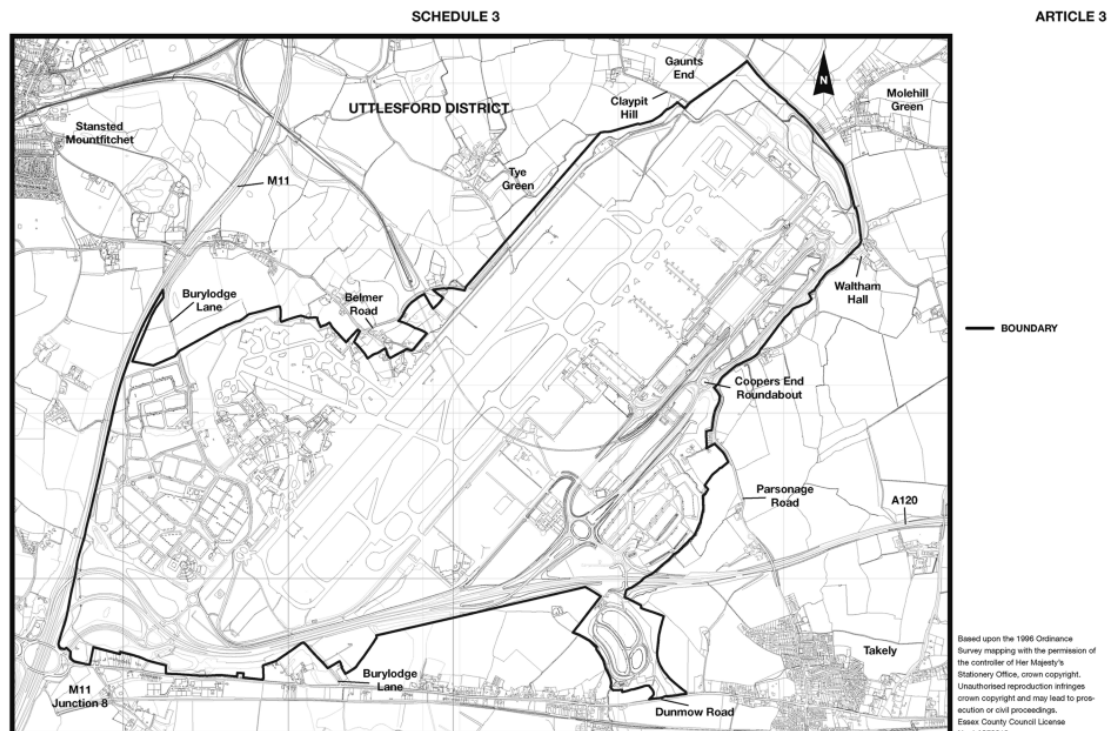 SCHEDULE 3
ARTICLE 3
Gaunts
End
UTTLESFORD DISTRICT
Claypit
Hill
N
Molehill
Green
Stansted
Mountfitchet
M11
Tye
Green
Burylodge
Lane
Belmer
Road
Waltham
Hall
BOUNDARY
Coopers End
Roundabout
Parsonage
Road
A120
Takely
Burylodge
Lane
M11
Junction 8
Dunmow Road
Based upon the 1996 Ordinance
Survey mapping with the permission of
the controller of Her Majesty's
Stationery Office, crown copyright.
Unauthorised reproduction infringes
crown copyright and may lead to pros-
ecution or civil proceedings.
Essex County Council License